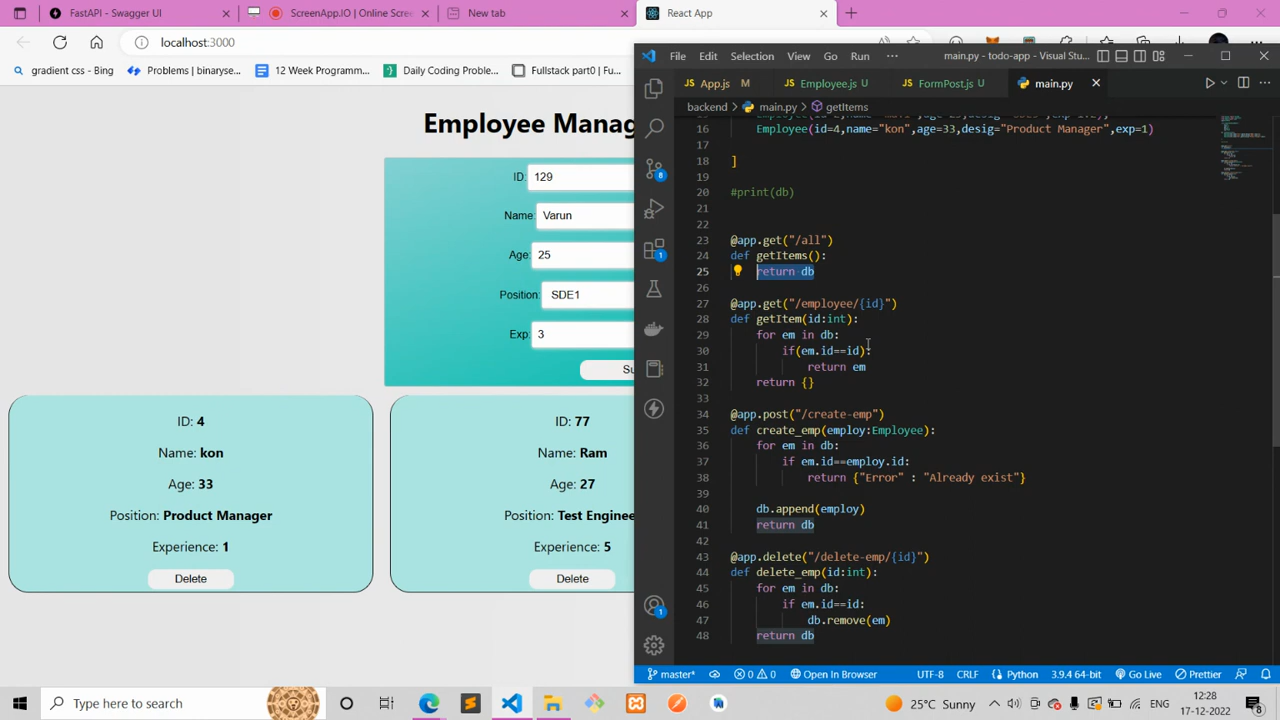 FastAPI - Swagger UI
ScreenApp.IO | Online Scree
New tab
React App
localhost:3000
gradient css - Bing
Problems | binaryse...
12 Week Programm...
Daily Coding Proble...
Fullstack part0 | Fu...
Employee Manag
ID: 129
Name: Varun
Age: 25
Position: SDE1
Exp: 3
Su
ID: 4
Name: kon
Age: 33
Position: Product Manager
Experience: 1
Delete
ID: 77
Name: Ram
Age: 27
Position: Test Enginee
Experience: 5
Delete
File Edit Selection View Go Run ... main.py - todo-app - Visual Stu...
App.js M
Employee.js U
FormPost.js U
main.py
backend > main.py > getItems
16 Employee(id=4,name="kon",age=33,desig="Product Manager",exp=1)
17
18 ]
19
20 #print(db)
21
22
23 @app.get("/all")
24 def getItems():
25 return db
26
27 @app.get("/employee/{id}")
28 def getItem(id:int):
29 for em in db:
30 if(em.id==id):
31 return em
32 return {}
33
34 @app.post("/create-emp")
35 def create_emp(employ:Employee):
36 for em in db:
37 if em.id==employ.id:
38 return {"Error" : "Already exist"}
39
40 db.append(employ)
41 return db
42
43 @app.delete("/delete-emp/{id}")
44 def delete_emp(id:int):
45 for em in db:
46 if em.id==id:
47 db.remove(em)
48 return db
8
1
1
1
master* 0 0 Open In Browser UTF-8 CRLF Python 3.9.4 64-bit Go Live Prettier
Type here to search
25°C Sunny
ENG
12:28
17-12-2022
8